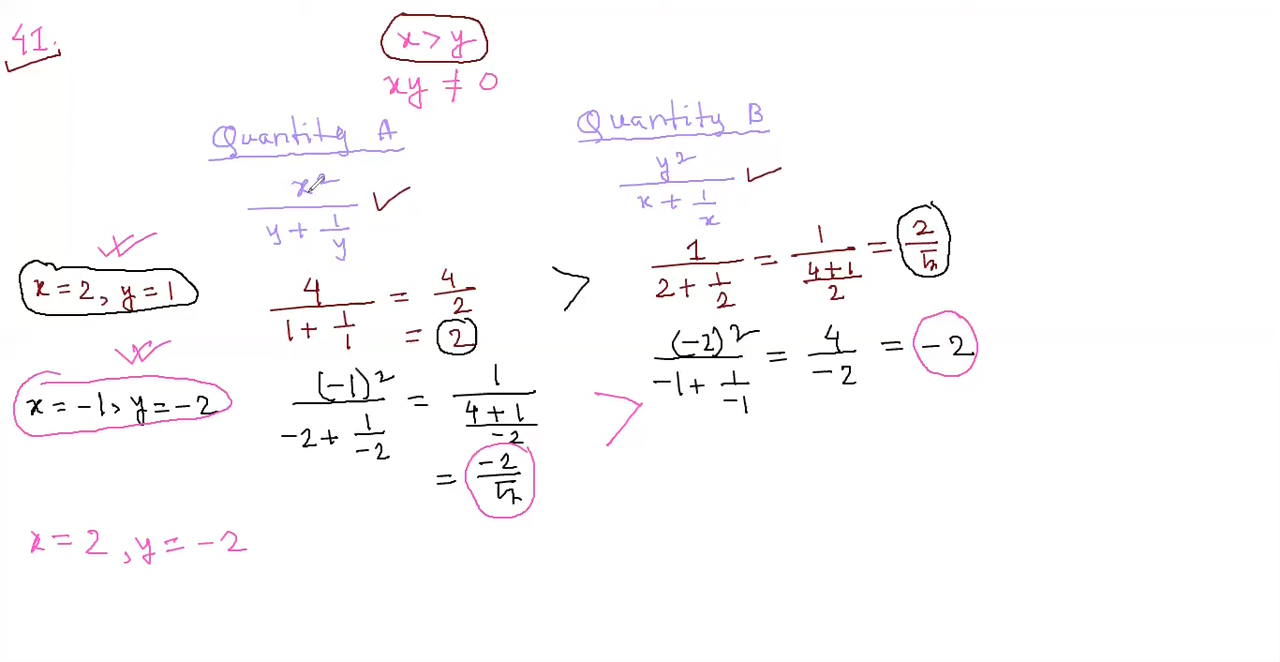 41.
x > y
xy ≠ 0
Quantity A
x² / (y + 1/y) ✓
Quantity B
y² / (x + 1/x) ✓
x = 2, y = 1
4 / (1 + 1/1) = 4/2
= 2
>
1 / (2 + 1/2) = 1 / ((4+1)/2) = 2/5
x = -1, y = -2
(-1)² / (-2 + 1/-2) = 1 / ((4+1)/-2)
= -2/5
>
(-2)² / (-1 + 1/-1) = 4/-2 = -2
x = 2, y = -2